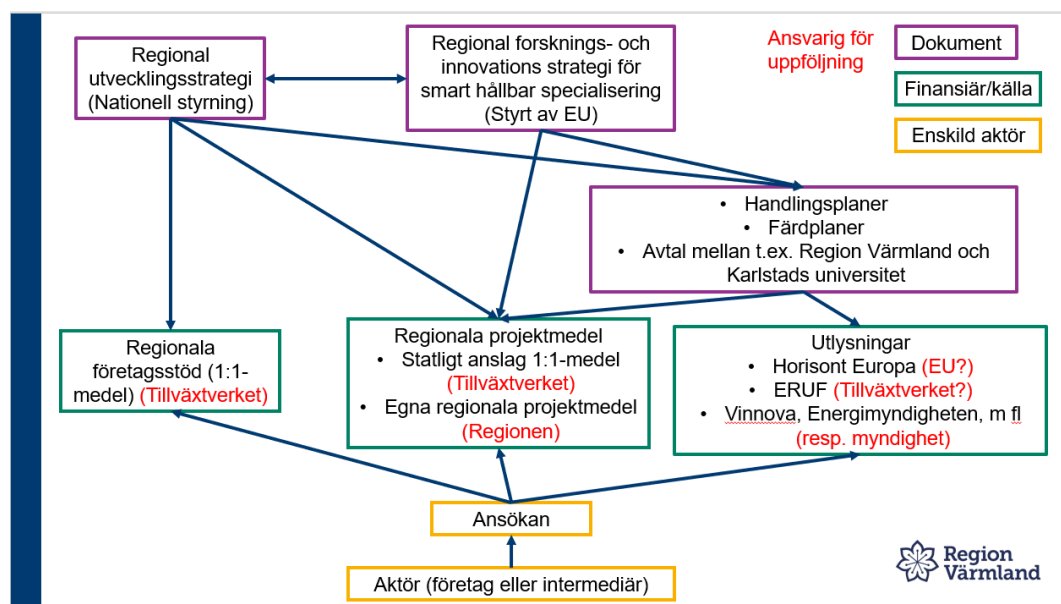 Regional
utvecklingsstrategi
(Nationell styrning)
Regional forsknings- och
innovations strategi för
smart hållbar specialisering
(Styrt av EU)
Ansvarig för
uppföljning
Dokument
Finansiär/källa
Enskild aktör
• Handlingsplaner
• Färdplaner
• Avtal mellan t.ex. Region Värmland och
Karlstads universitet
Regionala
företagsstöd (1:1-
medel) (Tillväxtverket)
Regionala projektmedel
• Statligt anslag 1:1-medel
(Tillväxtverket)
• Egna regionala projektmedel
(Regionen)
Utlysningar
• Horisont Europa (EU?)
• ERUF (Tillväxtverket?)
• Vinnova, Energimyndigheten, m fl
(resp. myndighet)
Ansökan
Aktör (företag eller intermediär)
Region
Värmland